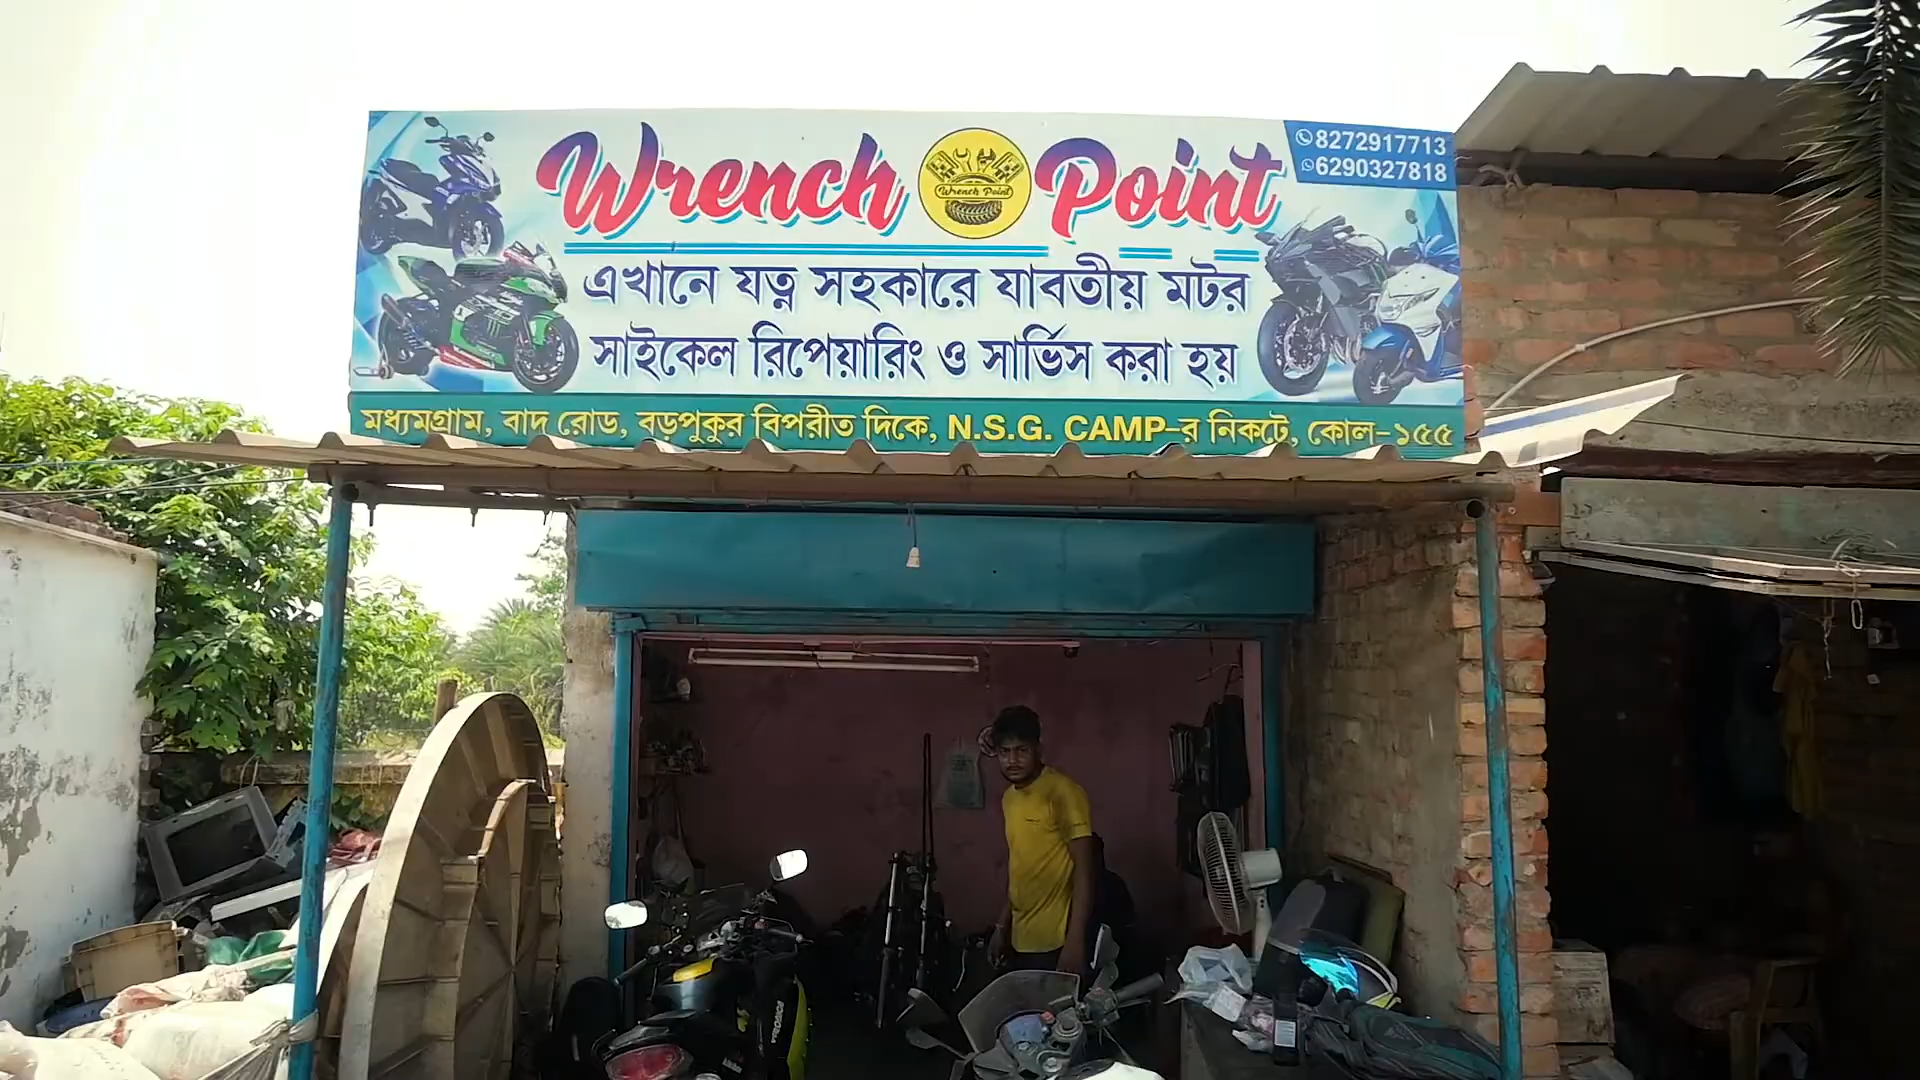 Wrench Point
Wrench Point
8272917713
6290327818
এখানে যত্ন সহকারে যাবতীয় মটর
সাইকেল রিপেয়ারিং ও সার্ভিস করা হয়
মধ্যমগ্রাম, বাদ রোড, বড়পুকুর বিপরীত দিকে, N.S.G. CAMP-র নিকটে, কোল-১৫৫